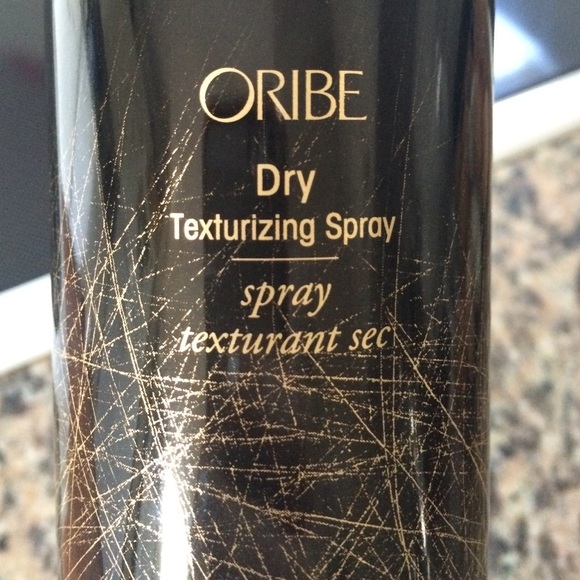 ORIBE
Dry
Texturizing Spray
spray
texturant sec